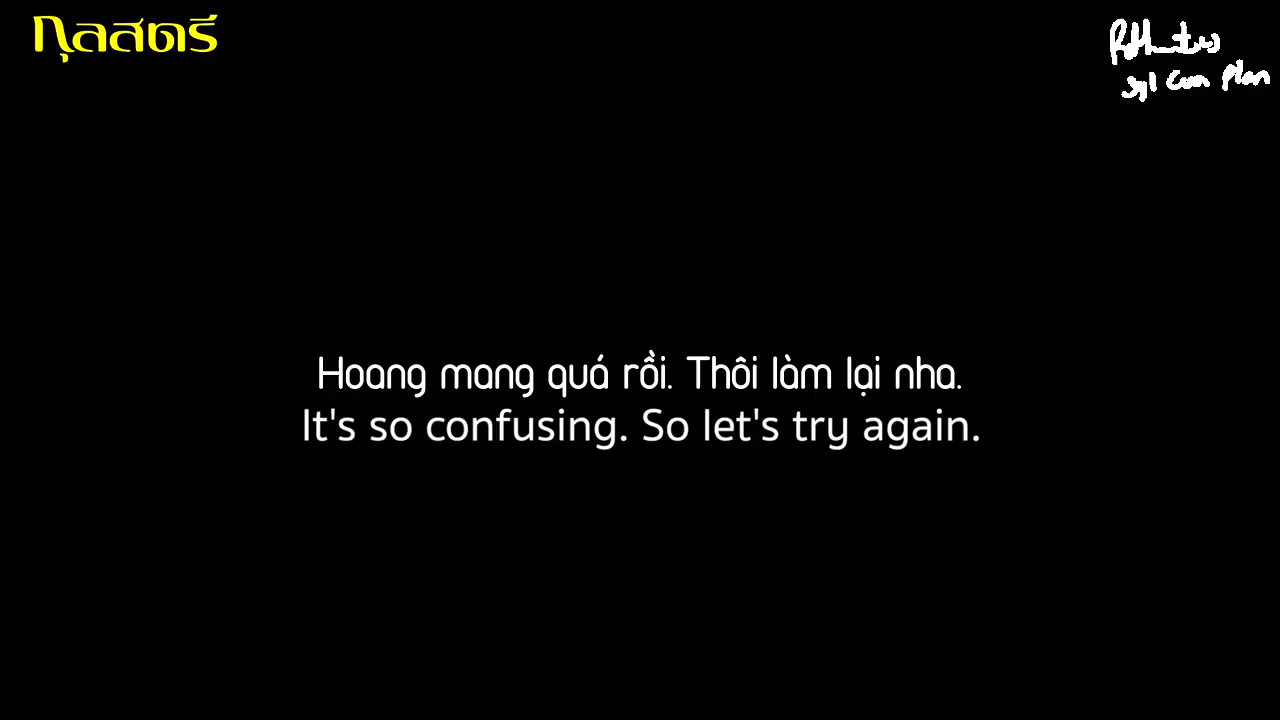 กุลสตรี
Plan
Hoang mang quá rồi. Thôi làm lại nha.
It's so confusing. So let's try again.